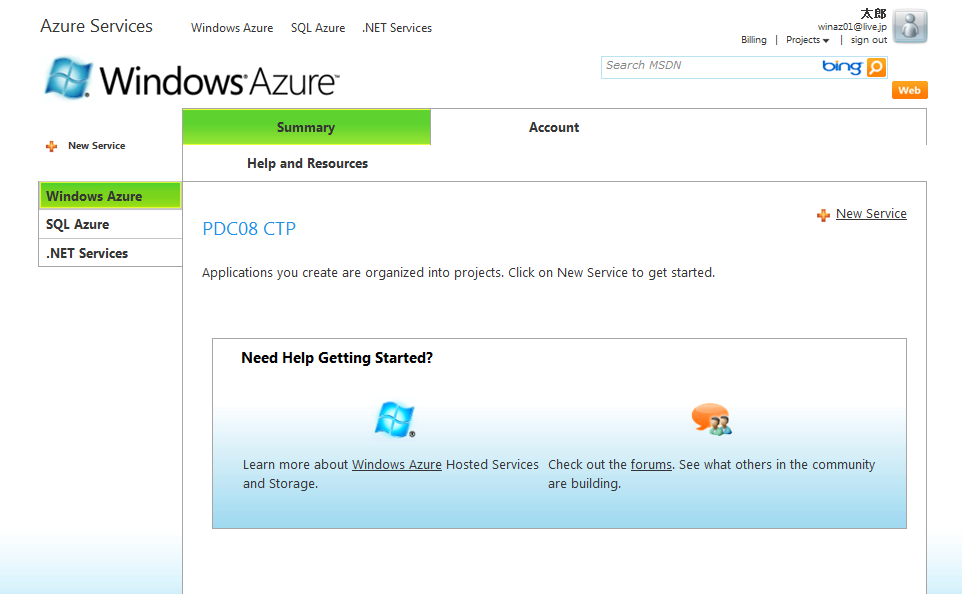 Azure Services
Windows Azure
SQL Azure
.NET Services
太郎
winaz01@live.jp
Billing | Projects | sign out
Windows® Azure™
Search MSDN
bing
Web
New Service
Summary
Account
Help and Resources
Windows Azure
SQL Azure
.NET Services
PDC08 CTP
New Service
Applications you create are organized into projects. Click on New Service to get started.
Need Help Getting Started?
Learn more about Windows Azure Hosted Services
and Storage.
Check out the forums. See what others in the community
are building.